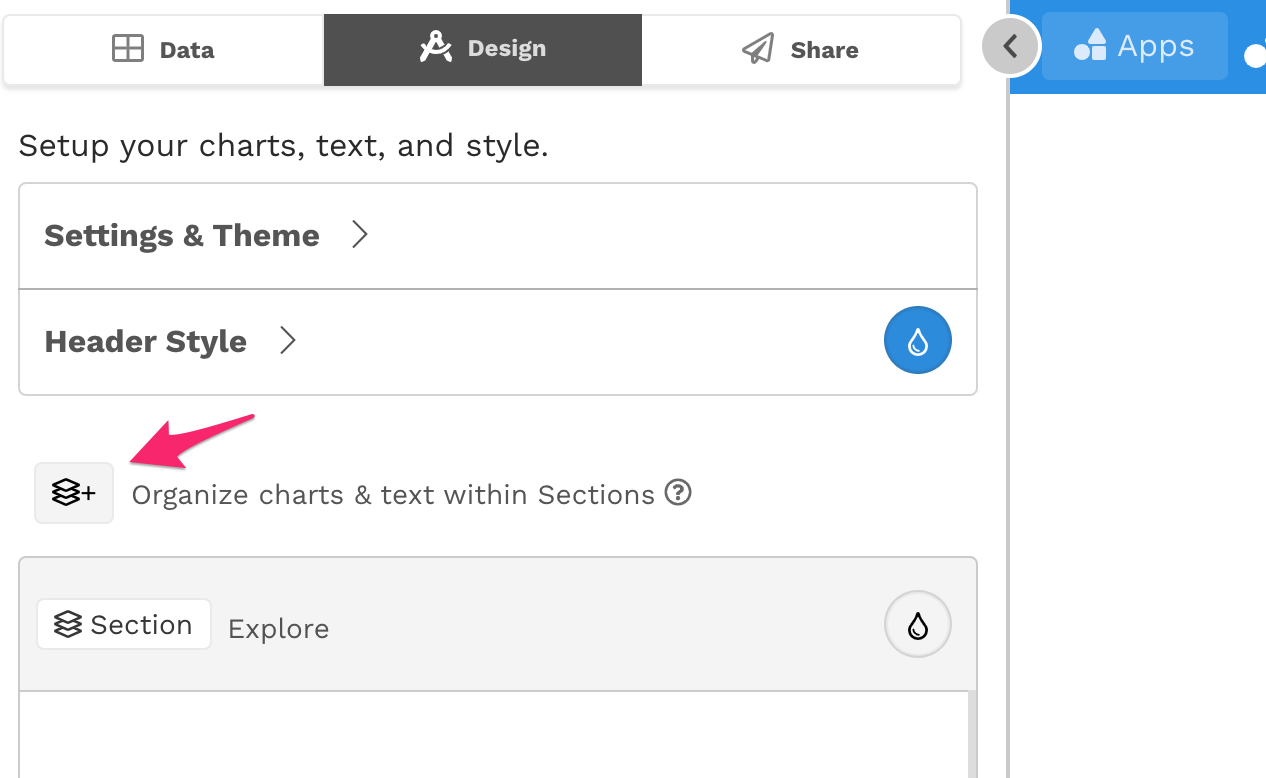 Data
Design
Share
Apps
Setup your charts, text, and style.
Settings & Theme
Header Style
Organize charts & text within Sections
Section
Explore